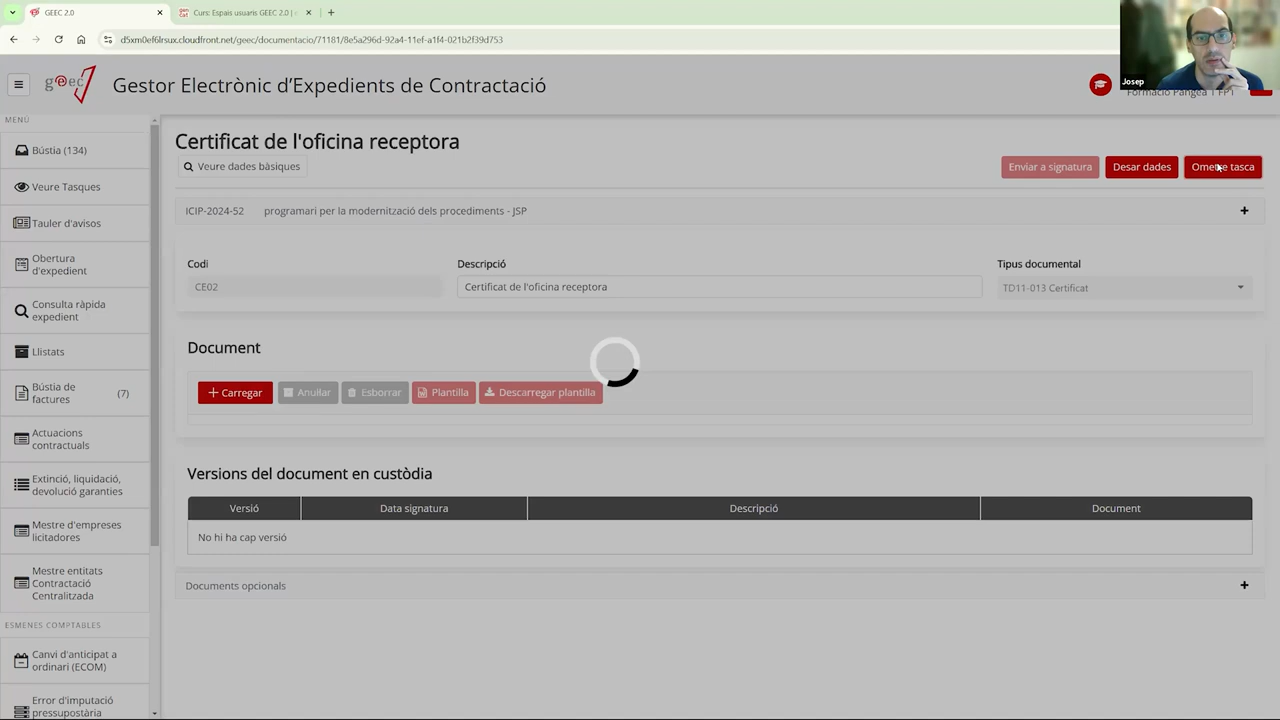 GEEC 2.0
Curs: Espais usuaris GEEC 2.0 |
d5xm0ef6lrsux.cloudfront.net/geec/documentacio/71181/8e5a296d-92a4-11ef-a1f4-021b2f39d753
Josep
geec
Gestor Electrònic d'Expedients de Contractació
Formació Pangea 1 FP1
MENÚ
Bústia (134)
Veure Tasques
Tauler d'avisos
Obertura
d'expedient
Consulta ràpida
expedient
Llistats
Bústia de
factures
(7)
Actuacions
contractuals
Extinció, liquidació,
devolució garanties
Mestre d'empreses
licitadores
Mestre entitats
Contractació
Centralitzada
ESMENES COMPTABLES
Canvi d'anticipat a
ordinari (ECOM)
Error d'imputació
pressupostària
Certificat de l'oficina receptora
Veure dades bàsiques
Enviar a signatura
Desar dades
Ometre tasca
ICIP-2024-52 programari per la modernització dels procediments - JSP
Codi
Descripció
Tipus documental
CE02
Certificat de l'oficina receptora
TD11-013 Certificat
Document
Carregar
Anul·lar
Esborrar
Plantilla
Descarregar plantilla
Versions del document en custòdia
Versió
Data signatura
Descripció
Document
No hi ha cap versió
Documents opcionals